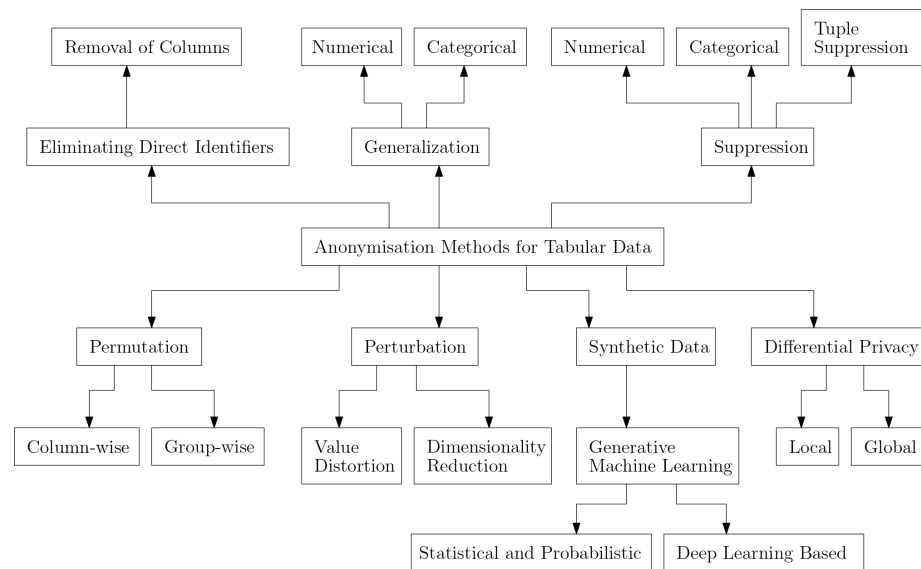 Removal of Columns
Numerical
Categorical
Numerical
Categorical
Tuple
Suppression
Eliminating Direct Identifiers
Generalization
Suppression
Anonymisation Methods for Tabular Data
Permutation
Perturbation
Synthetic Data
Differential Privacy
Column-wise
Group-wise
Value
Distortion
Dimensionality
Reduction
Generative
Machine Learning
Local
Global
Statistical and Probabilistic
Deep Learning Based